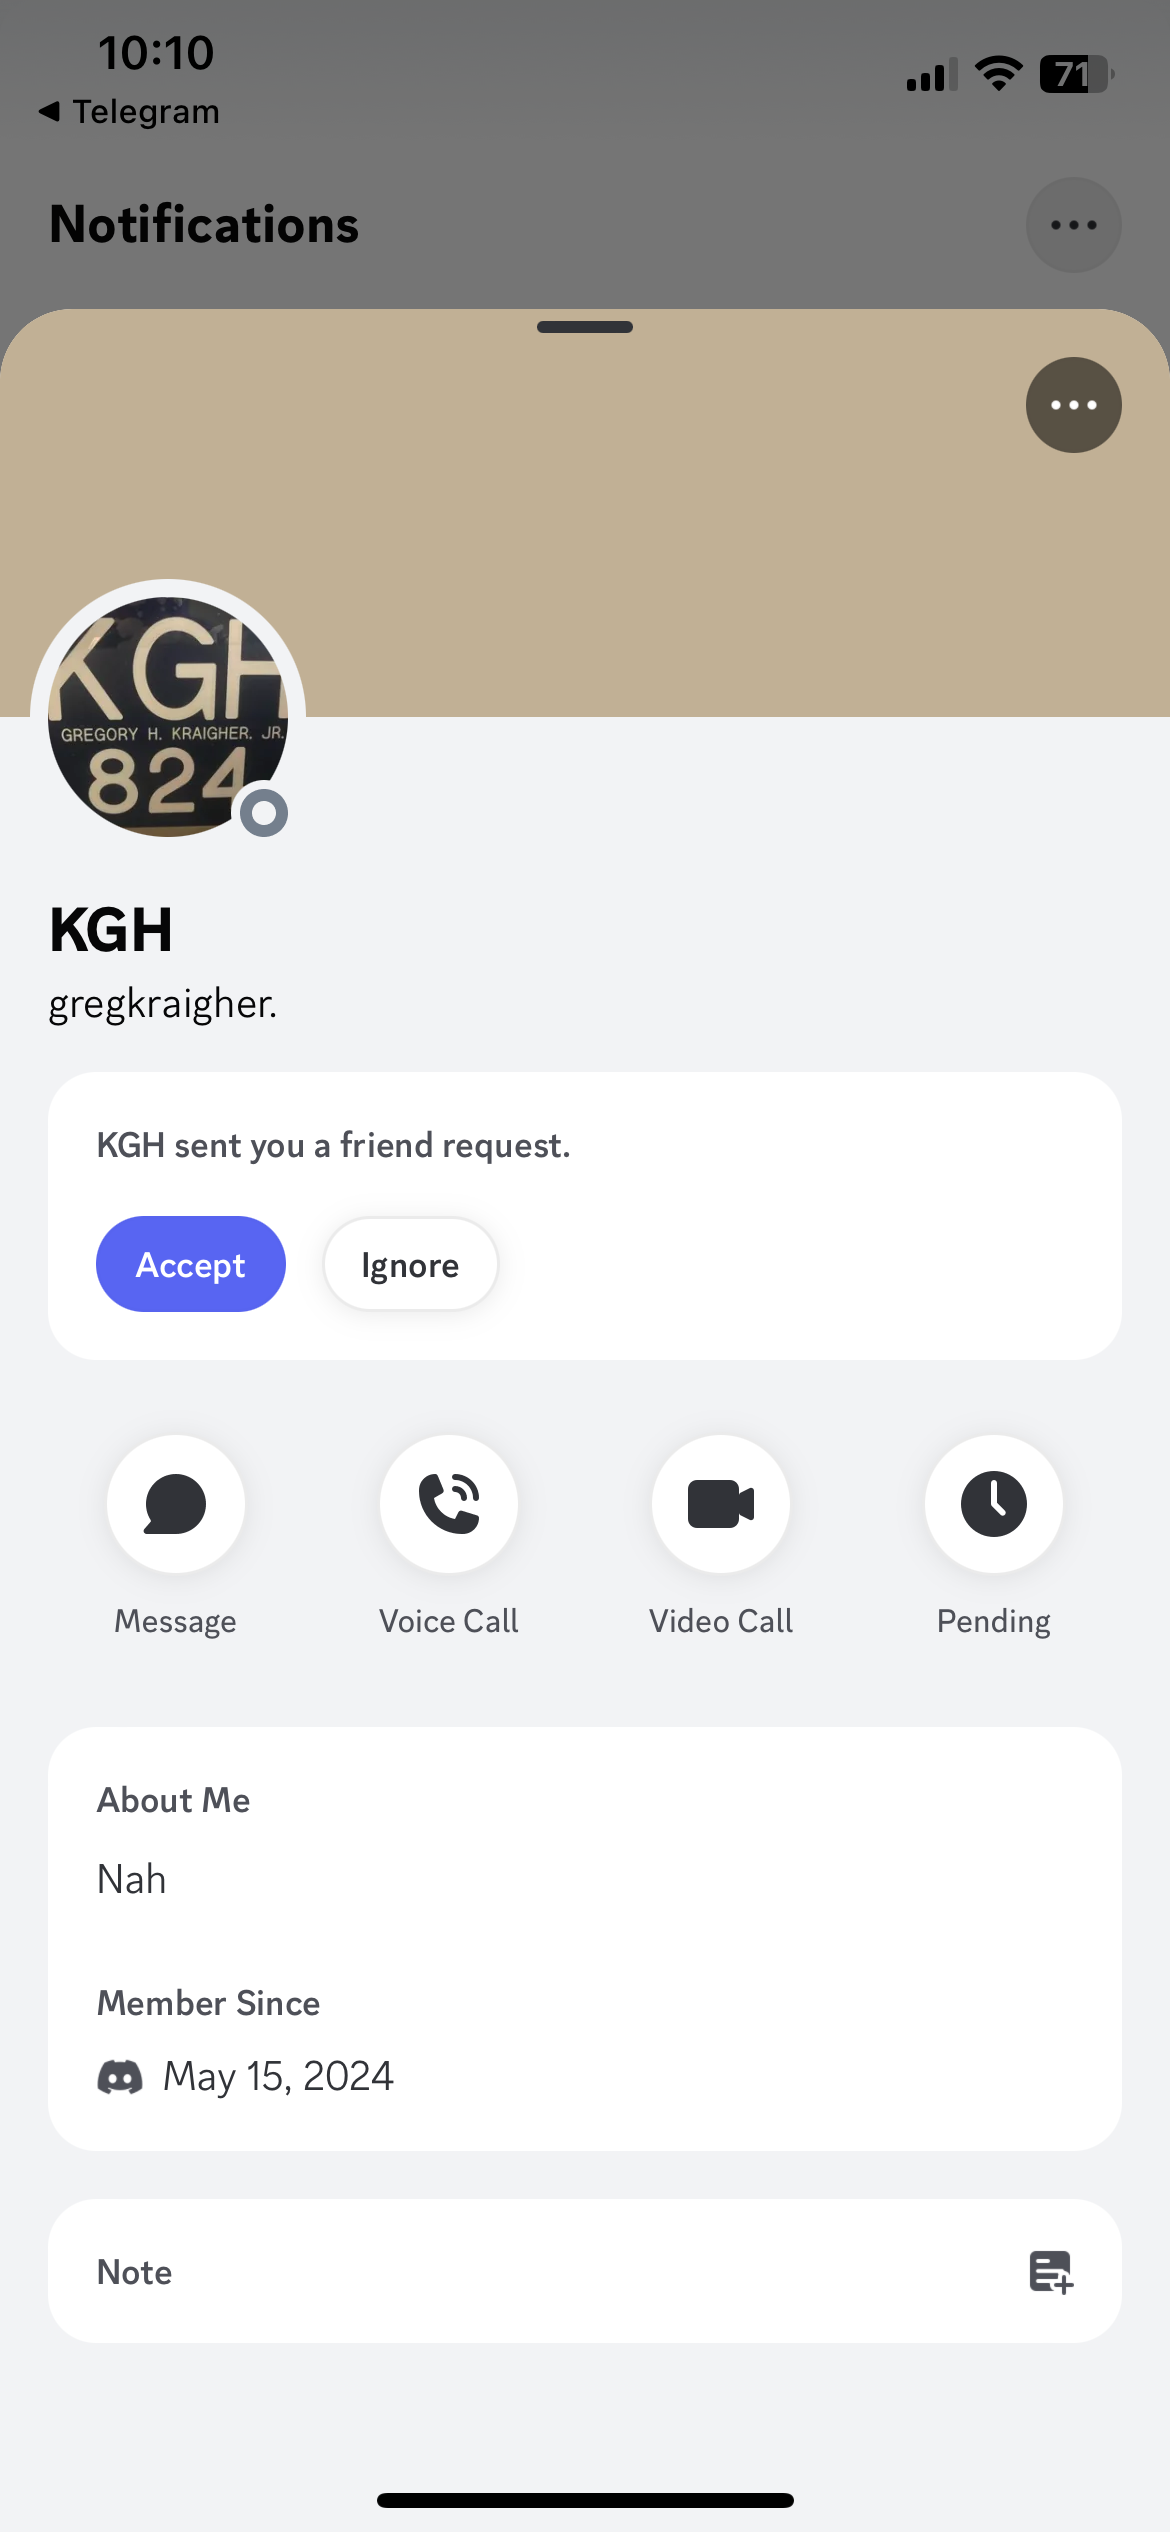 10:10
71
◀ Telegram
Notifications
KGH
GREGORY H. KRAIGHER. JR.
824
KGH
gregkraigher.
KGH sent you a friend request.
Accept
Ignore
Message
Voice Call
Video Call
Pending
About Me
Nah
Member Since
May 15, 2024
Note